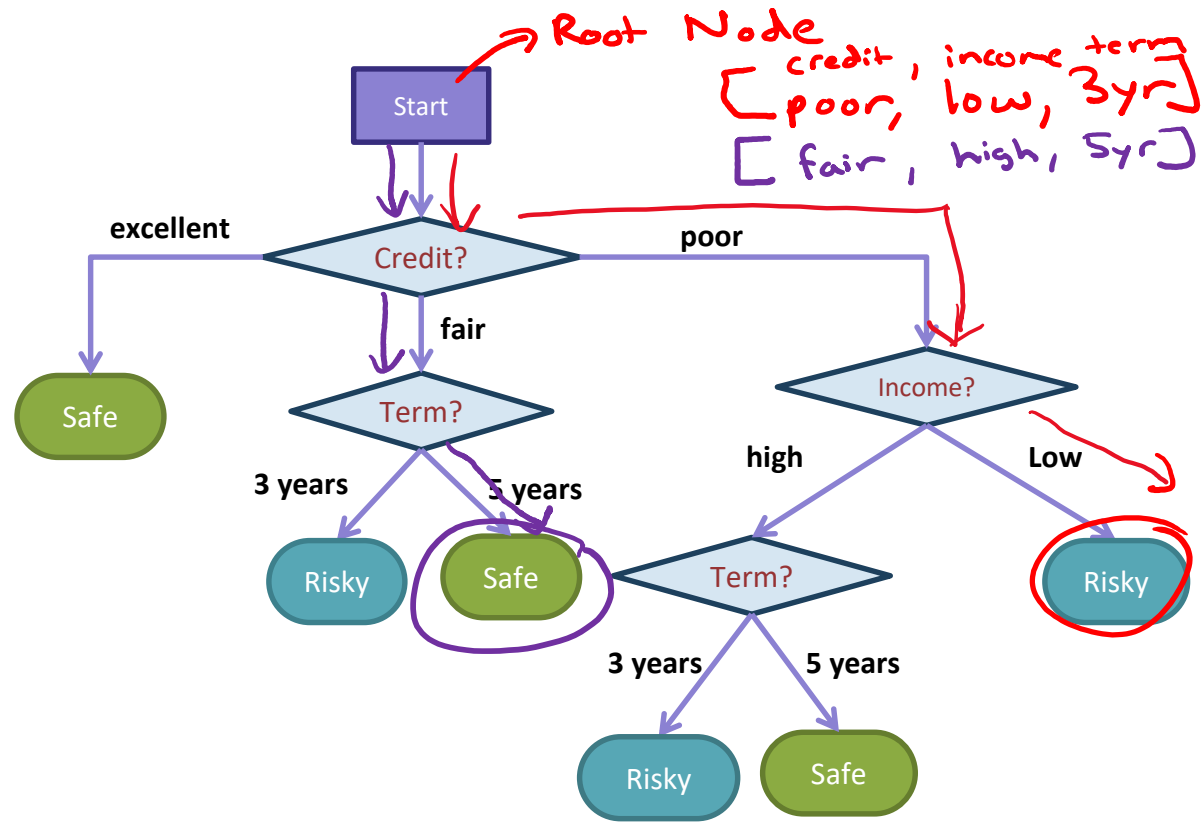 Root Node
Start
credit, income term
[poor, low, 3yr]
[fair, high, 5yr]
excellent
poor
Credit?
fair
Income?
Safe
Term?
high
Low
3 years
5 years
Risky
Safe
Term?
Risky
3 years
5 years
Risky
Safe